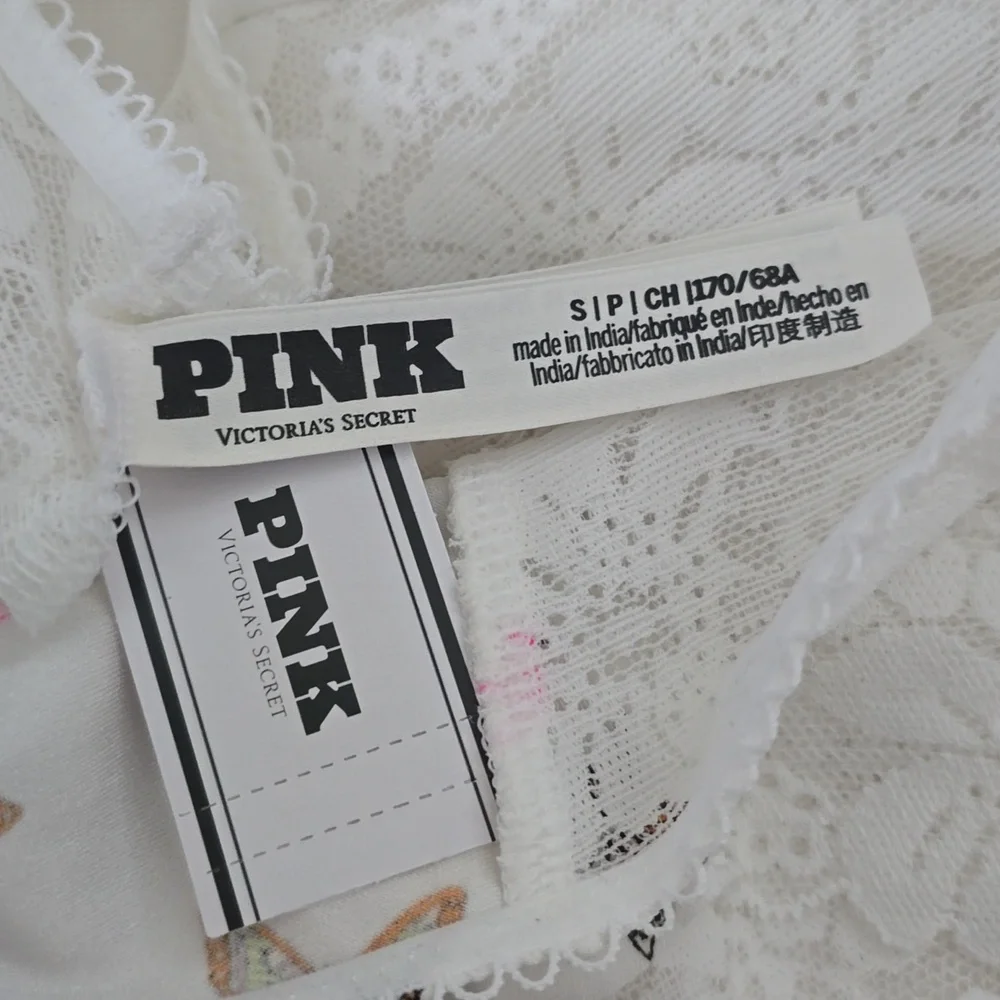 PINK
VICTORIA'S SECRET
S | P | CH | 170/68A
made in India/fabriqué en Inde/hecho en
India/fabbricato in India/印度制造
PINK
VICTORIA'S SECRET